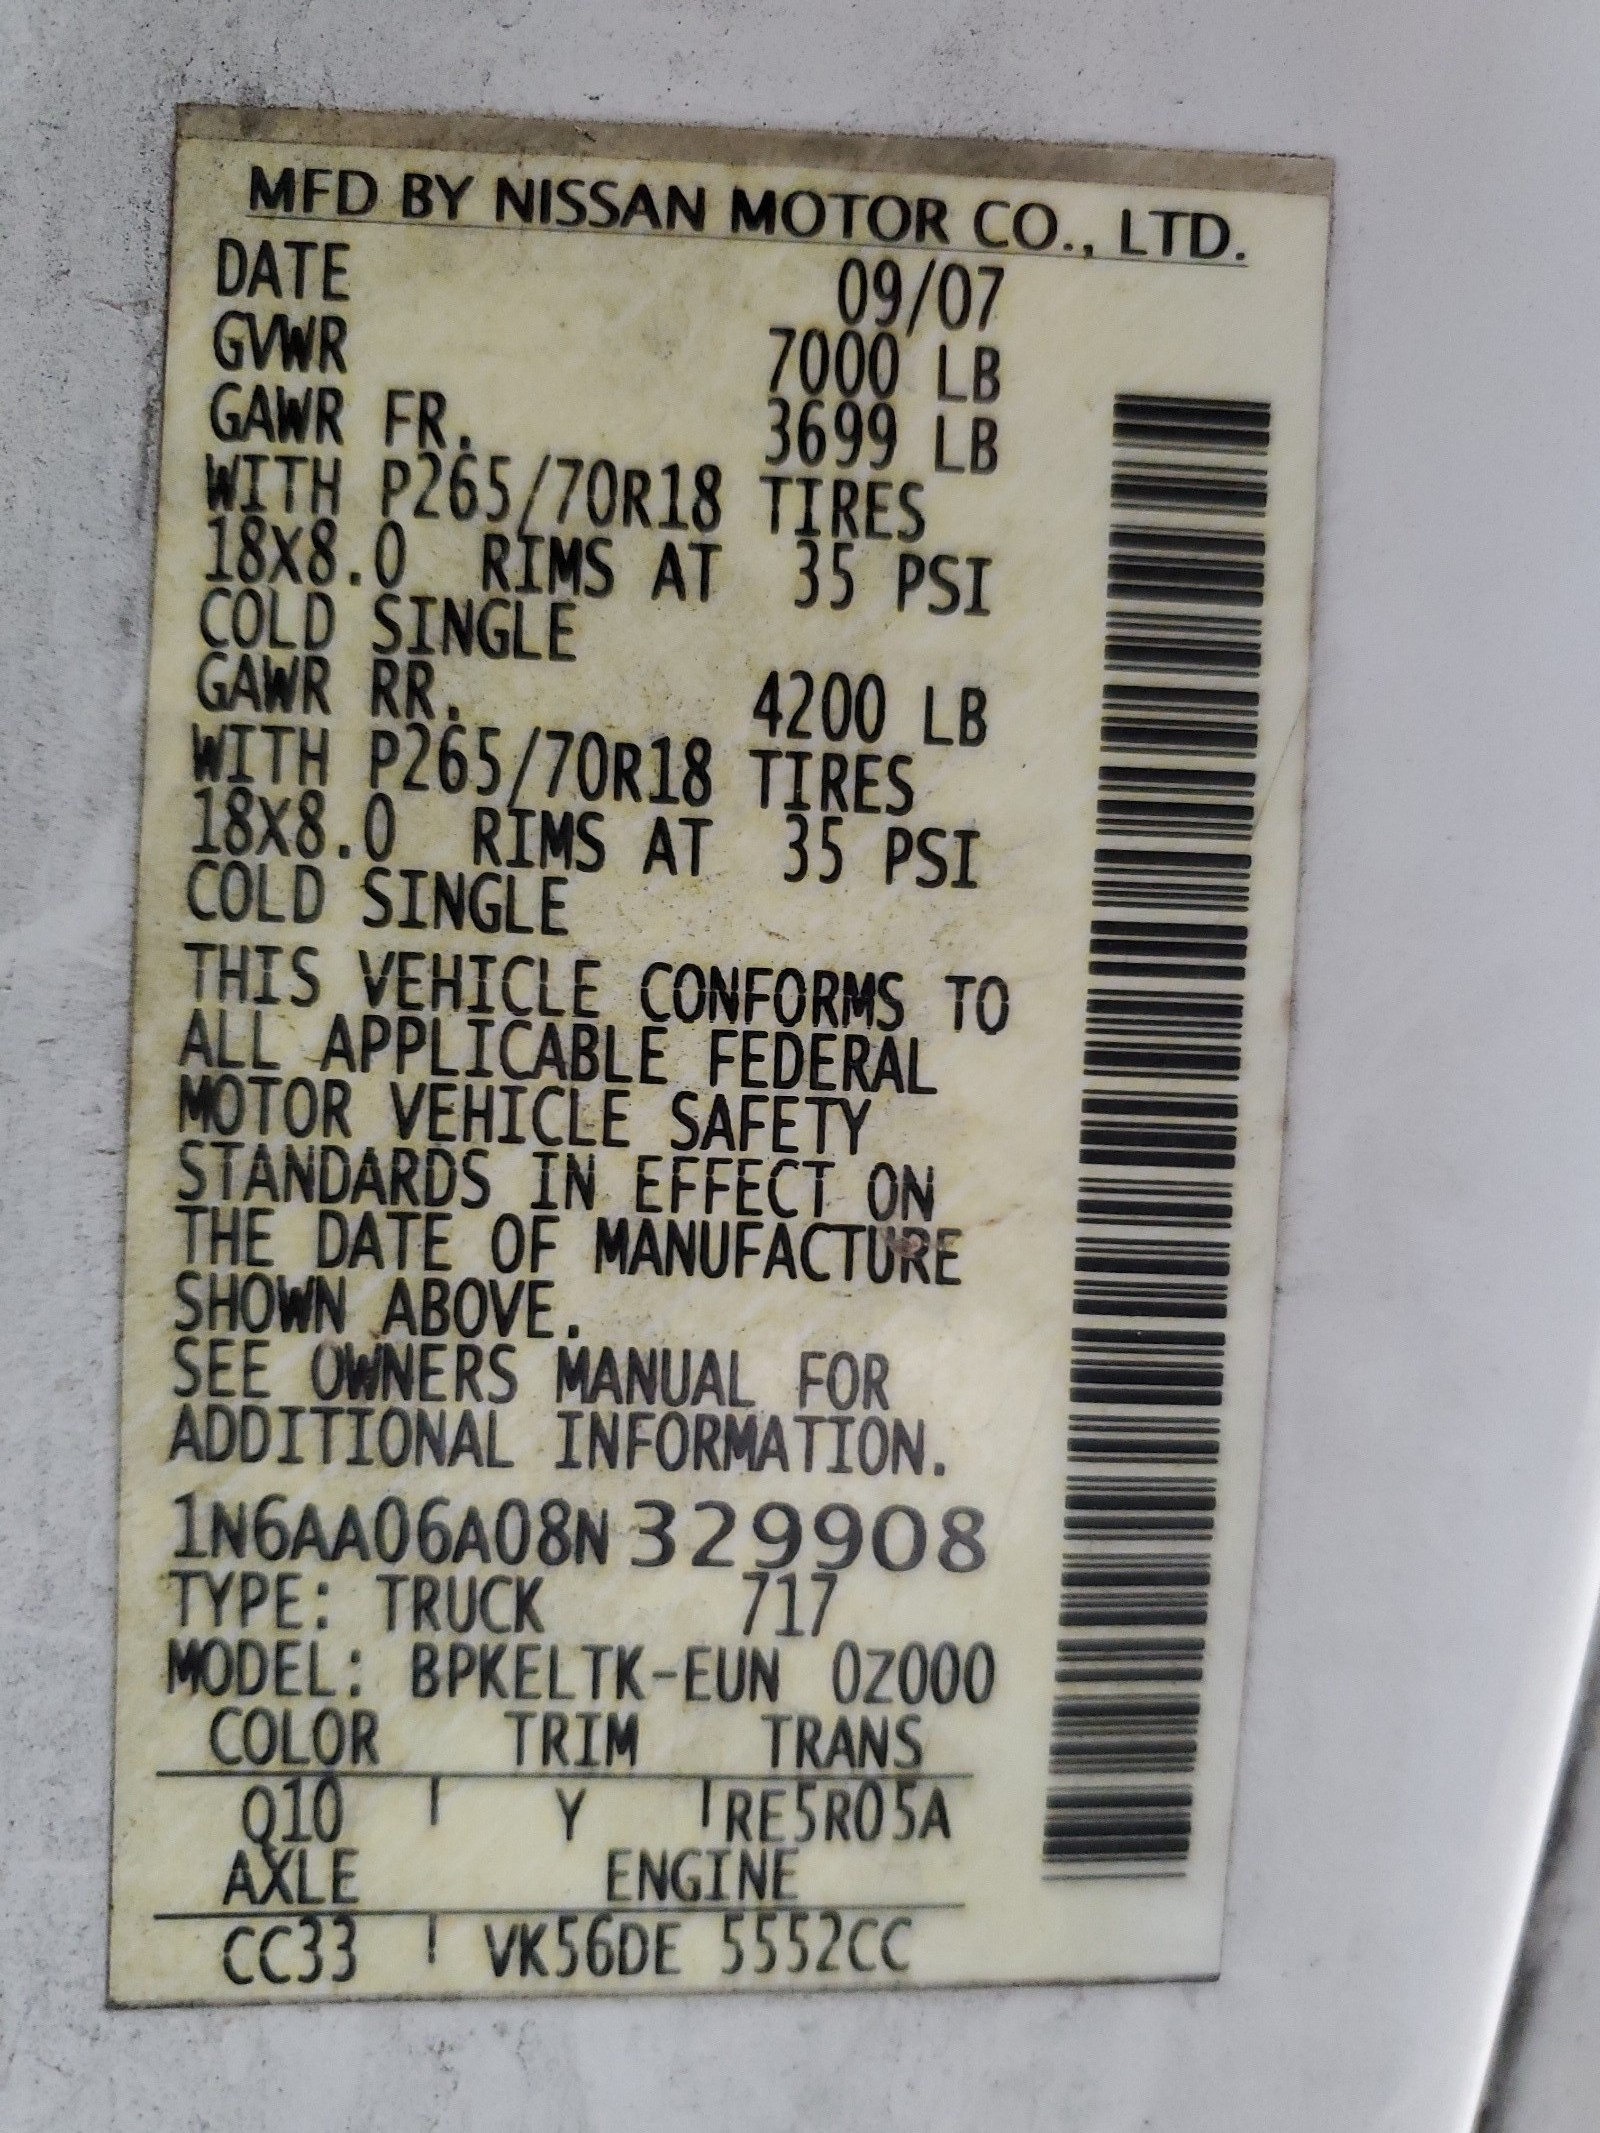 MFD BY NISSAN MOTOR CO., LTD.
DATE 09/07
GVWR 7000 LB
GAWR FR. 3699 LB
WITH P265/70R18 TIRES
18X8.0 RIMS AT 35 PSI
COLD SINGLE
GAWR RR. 4200 LB
WITH P265/70R18 TIRES
18X8.0 RIMS AT 35 PSI
COLD SINGLE
THIS VEHICLE CONFORMS TO
ALL APPLICABLE FEDERAL
MOTOR VEHICLE SAFETY
STANDARDS IN EFFECT ON
THE DATE OF MANUFACTURE
SHOWN ABOVE.
SEE OWNERS MANUAL FOR
ADDITIONAL INFORMATION.
1N6AA06A08N329908
TYPE: TRUCK 717
MODEL: BPKELTK-EUN 0Z000
COLOR TRIM TRANS
Q10 Y RE5R05A
AXLE ENGINE
CC33 VK56DE 5552CC